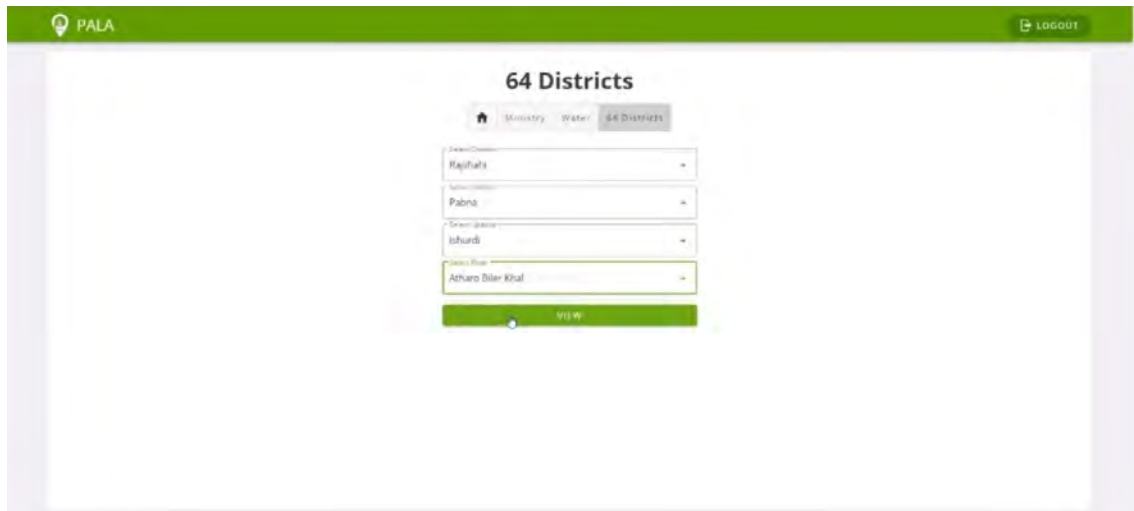 PALA
LOGOUT
64 Districts
Ministry Water 64 Districts
Rajshahi
Pabna
Ishurdi
Atharo Biler Khal
VIEW